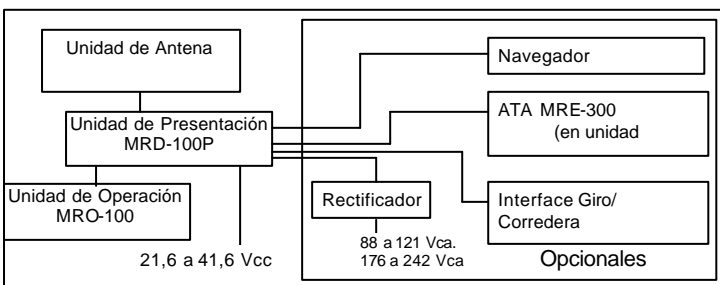 Unidad de Antena
Unidad de Presentación
MRD-100P
Unidad de Operación
MRO-100
21,6 a 41,6 Vcc
Navegador
ATA MRE-300
(en unidad
Rectificador
88 a 121 Vca.
176 a 242 Vca
Interface Giro/
Corredera
Opcionales